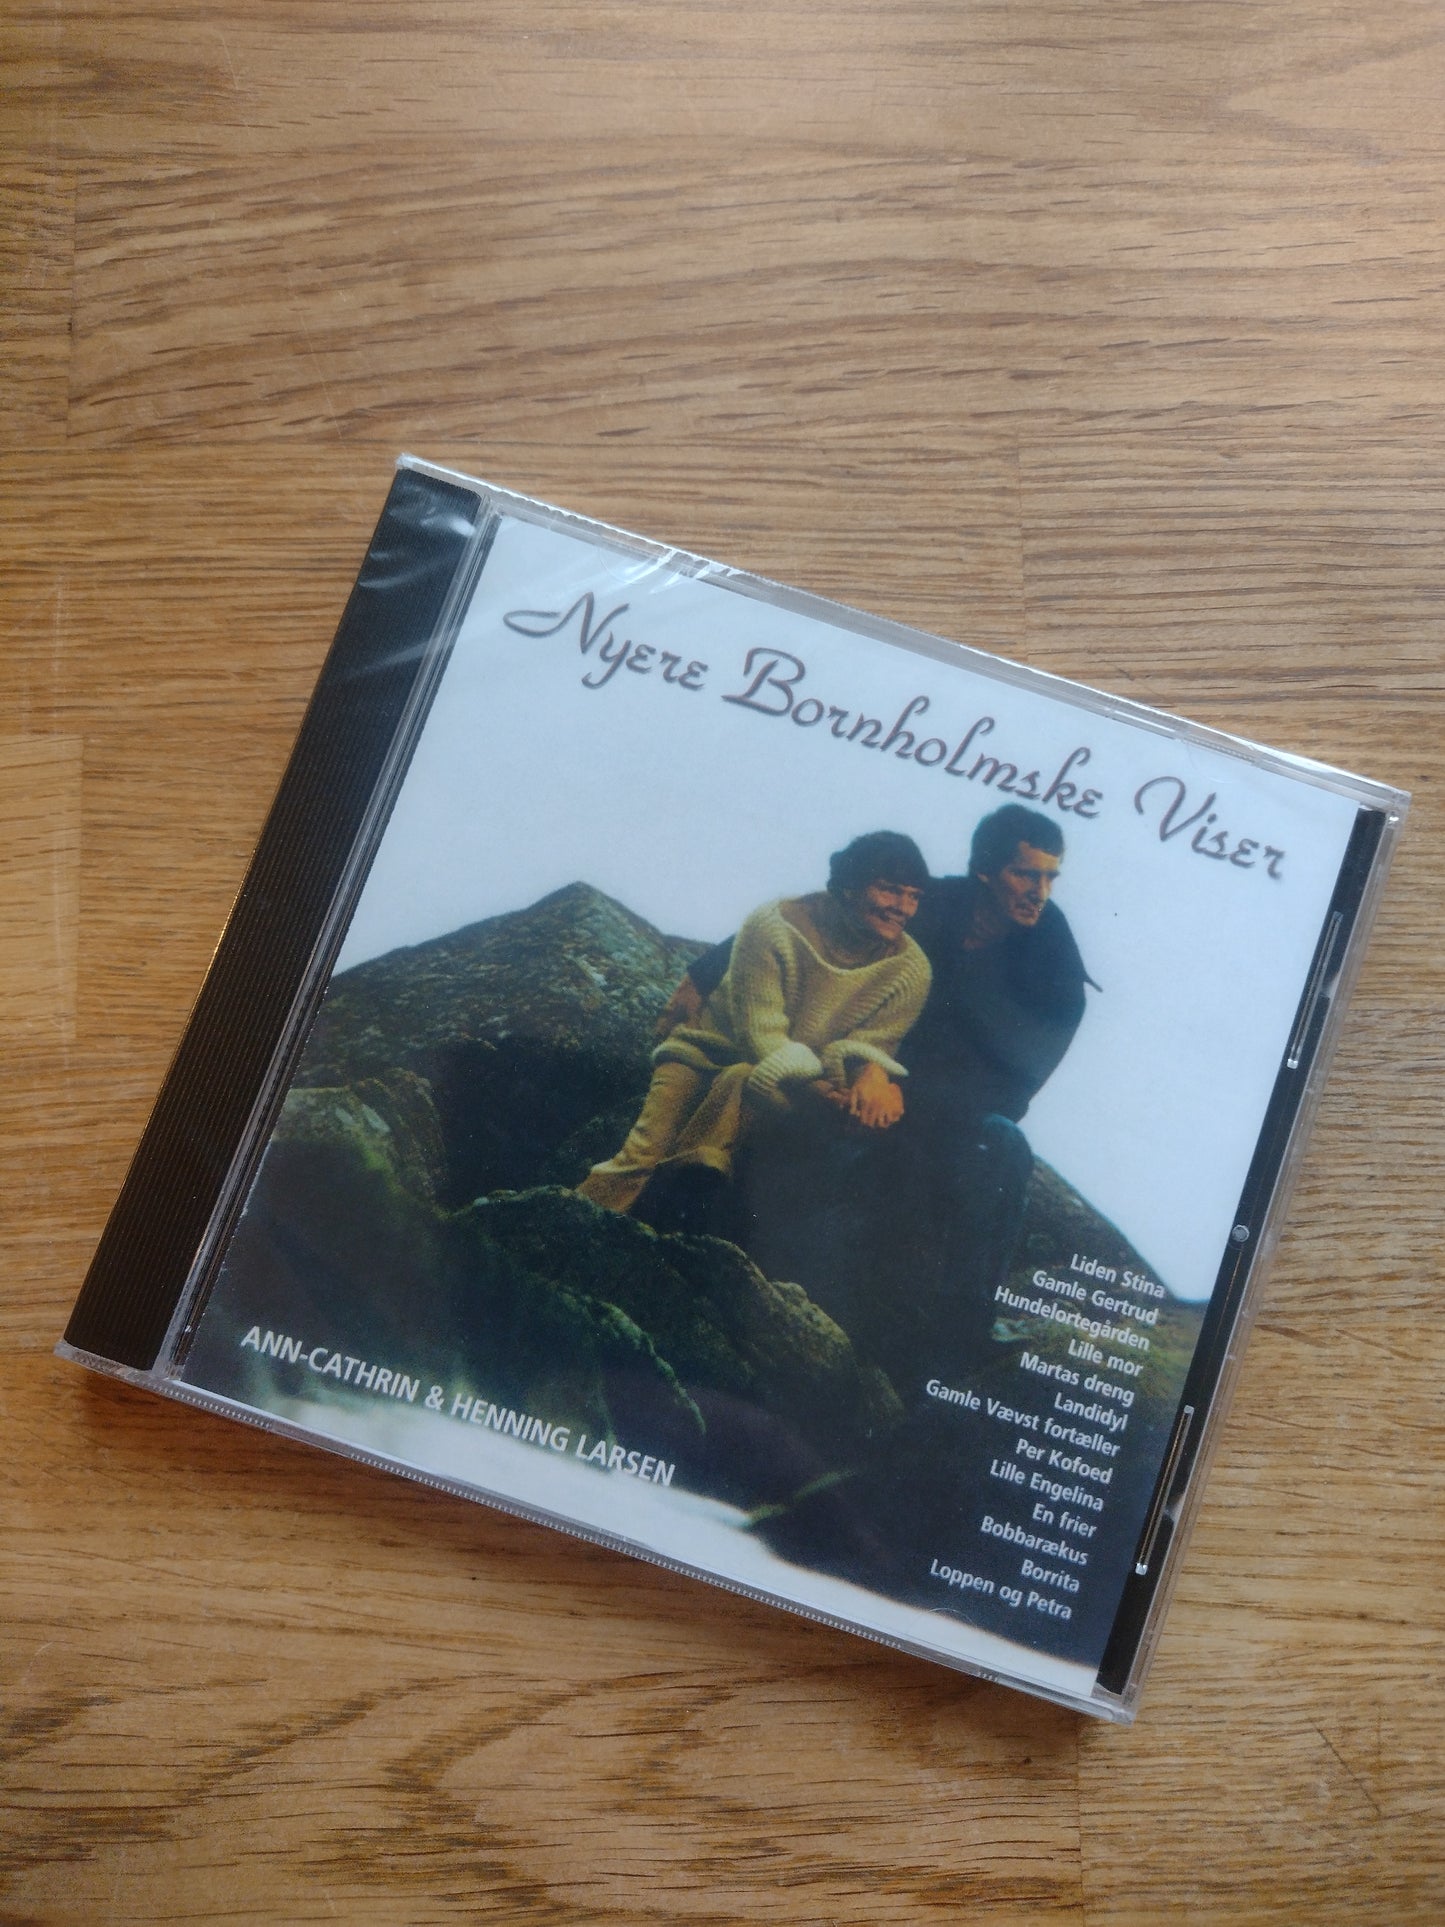 Nyere Bornholmske Viser
Liden Stina
Gamle Gertrud
Hundelortegården
Lille mor
Martas dreng
Landidyl
Gamle Vævst fortæller
Per Kofoed
Lille Engelina
En frier
Bobbarækus
Borrita
Loppen og Petra
ANN-CATHRIN & HENNING LARSEN